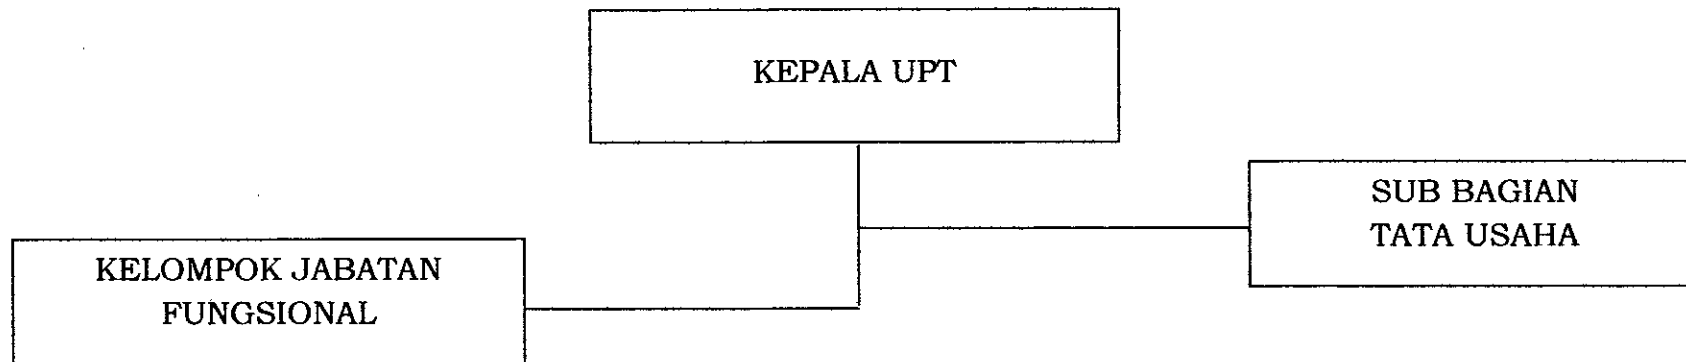 KEPALA UPT
SUB BAGIAN
TATA USAHA
KELOMPOK JABATAN
FUNGSIONAL